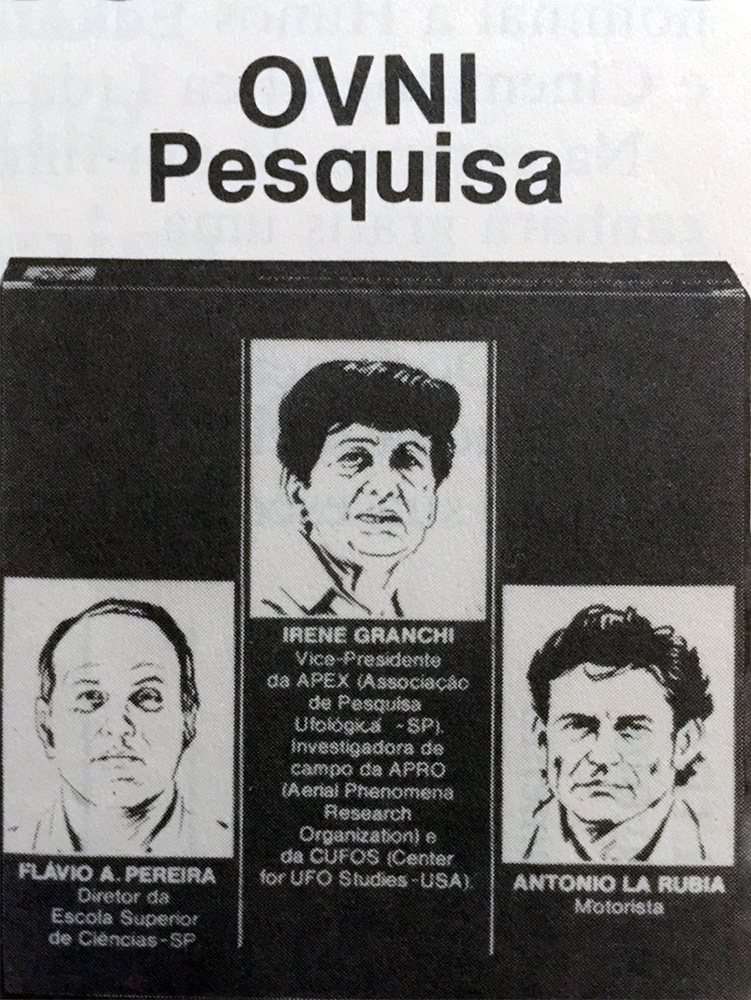 OVNI
Pesquisa
IRENE GRANCHI
Vice-Presidente
da APEX (Associação
de Pesquisa
Ufológica -SP).
Investigadora de
campo da APRO
(Aerial Phenomena
Research
Organization) e
da CUFOS (Center
for UFO Studies-USA).
FLÁVIO A. PEREIRA
Diretor da
Escola Superior
de Ciências-SP
ANTONIO LA RUBIA
Motorista